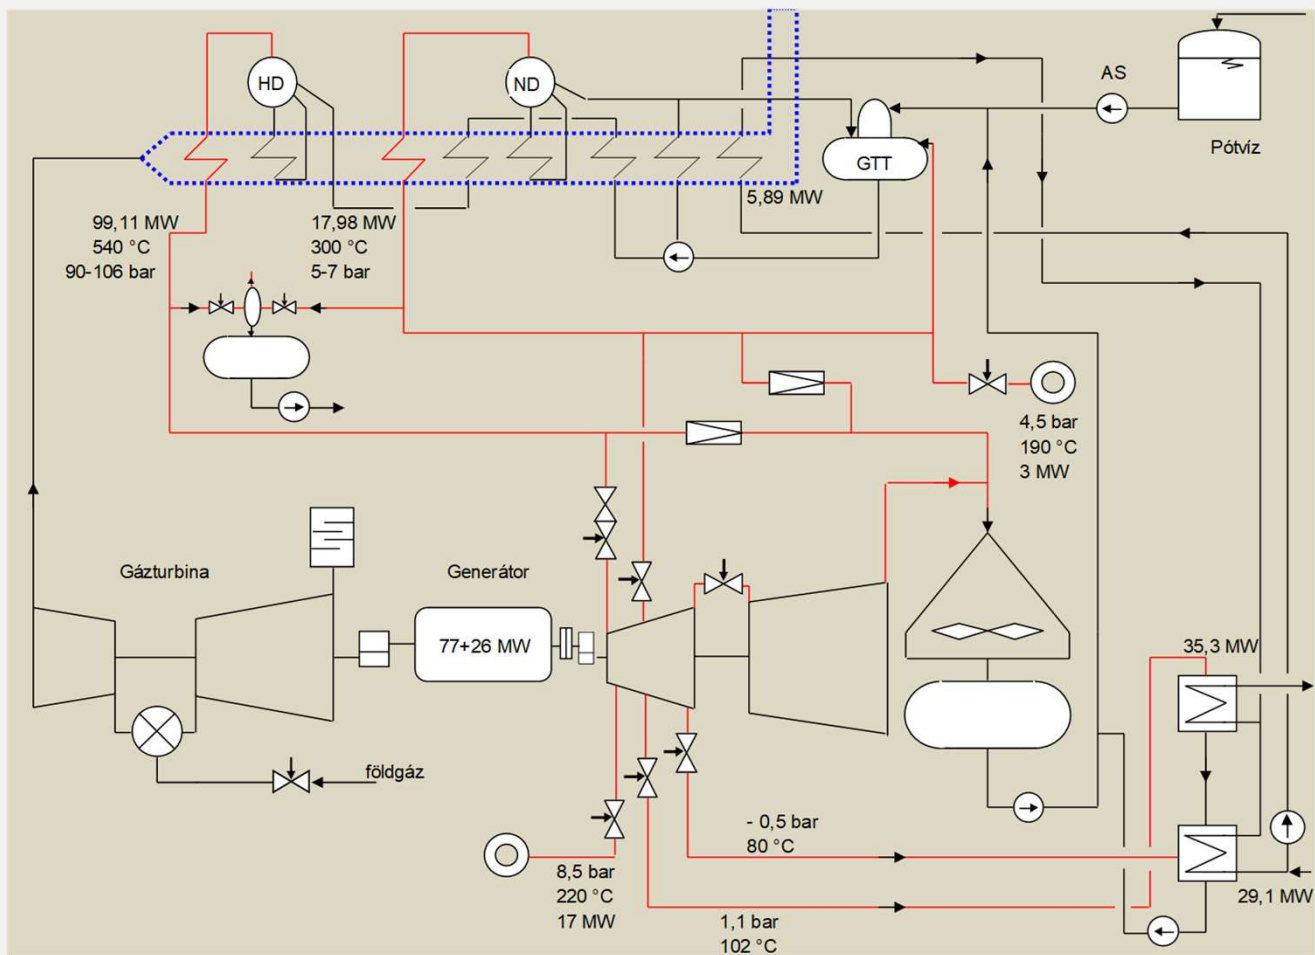 HD
ND
AS
GTT
Pótvíz
5,89 MW
99,11 MW
540 °C
90-106 bar
17,98 MW
300 °C
5-7 bar
4,5 bar
190 °C
3 MW
Gázturbina
Generátor
77+26 MW
35,3 MW
földgáz
- 0,5 bar
80 °C
8,5 bar
220 °C
17 MW
29,1 MW
1,1 bar
102 °C